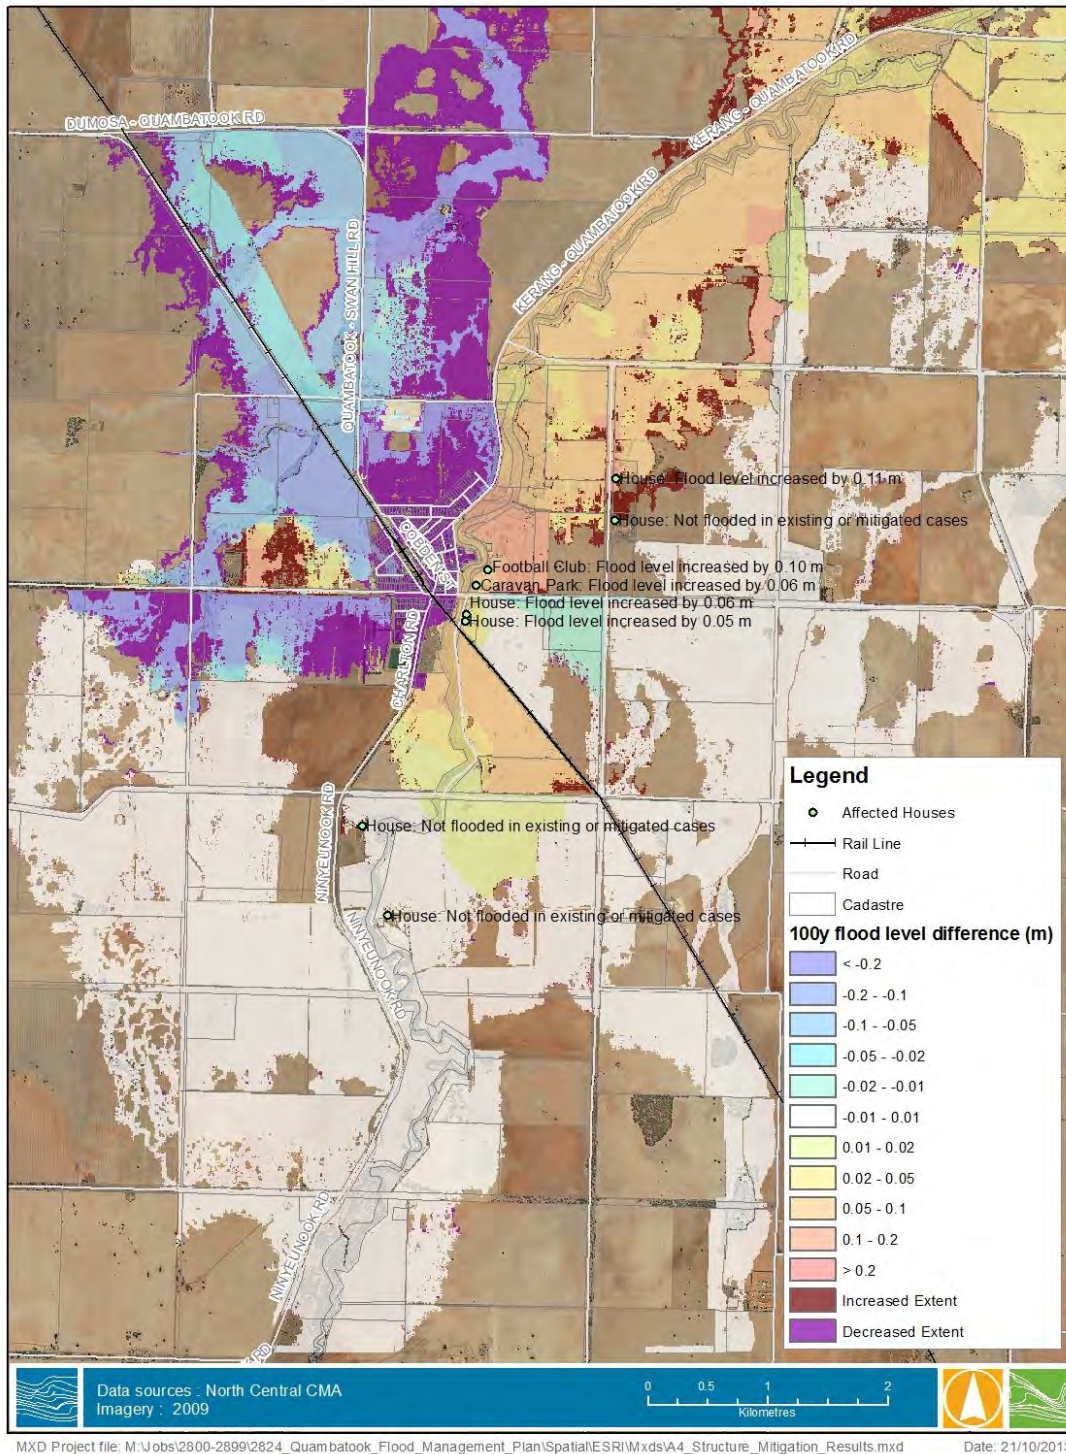 DUMOSA - QUAMBATOOK RD
KERANG - QUAMBATOOK RD
KERANG - QUAMBATOOK RD
QUAMBATOOK - SWAN HILL RD
House: Flood level increased by 0.11 m
House: Not flooded in existing or mitigated cases
CORDEN ST
Football Club: Flood level increased by 0.10 m
Caravan Park: Flood level increased by 0.06 m
House: Flood level increased by 0.06 m
House: Flood level increased by 0.05 m
CHARLTON RD
NINYEUNOOK RD
House: Not flooded in existing or mitigated cases
House: Not flooded in existing or mitigated cases
NINYEUNOOK RD
NINYEUNOOK RD
RD
Legend
Affected Houses
Rail Line
Road
Cadastre
100y flood level difference (m)
< -0.2
-0.2 - -0.1
-0.1 - -0.05
-0.05 - -0.02
-0.02 - -0.01
-0.01 - 0.01
0.01 - 0.02
0.02 - 0.05
0.05 - 0.1
0.1 - 0.2
> 0.2
Increased Extent
Decreased Extent
Data sources : North Central CMA
Imagery : 2009
0 0.5 1 2
Kilometres
MXD Project file: M:\Jobs\2800-2899\2824_Quambatook_Flood_Management_Plan\Spatial\ESRI\Mxds\A4_Structure_Mitigation_Results.mxd Date: 21/10/2013